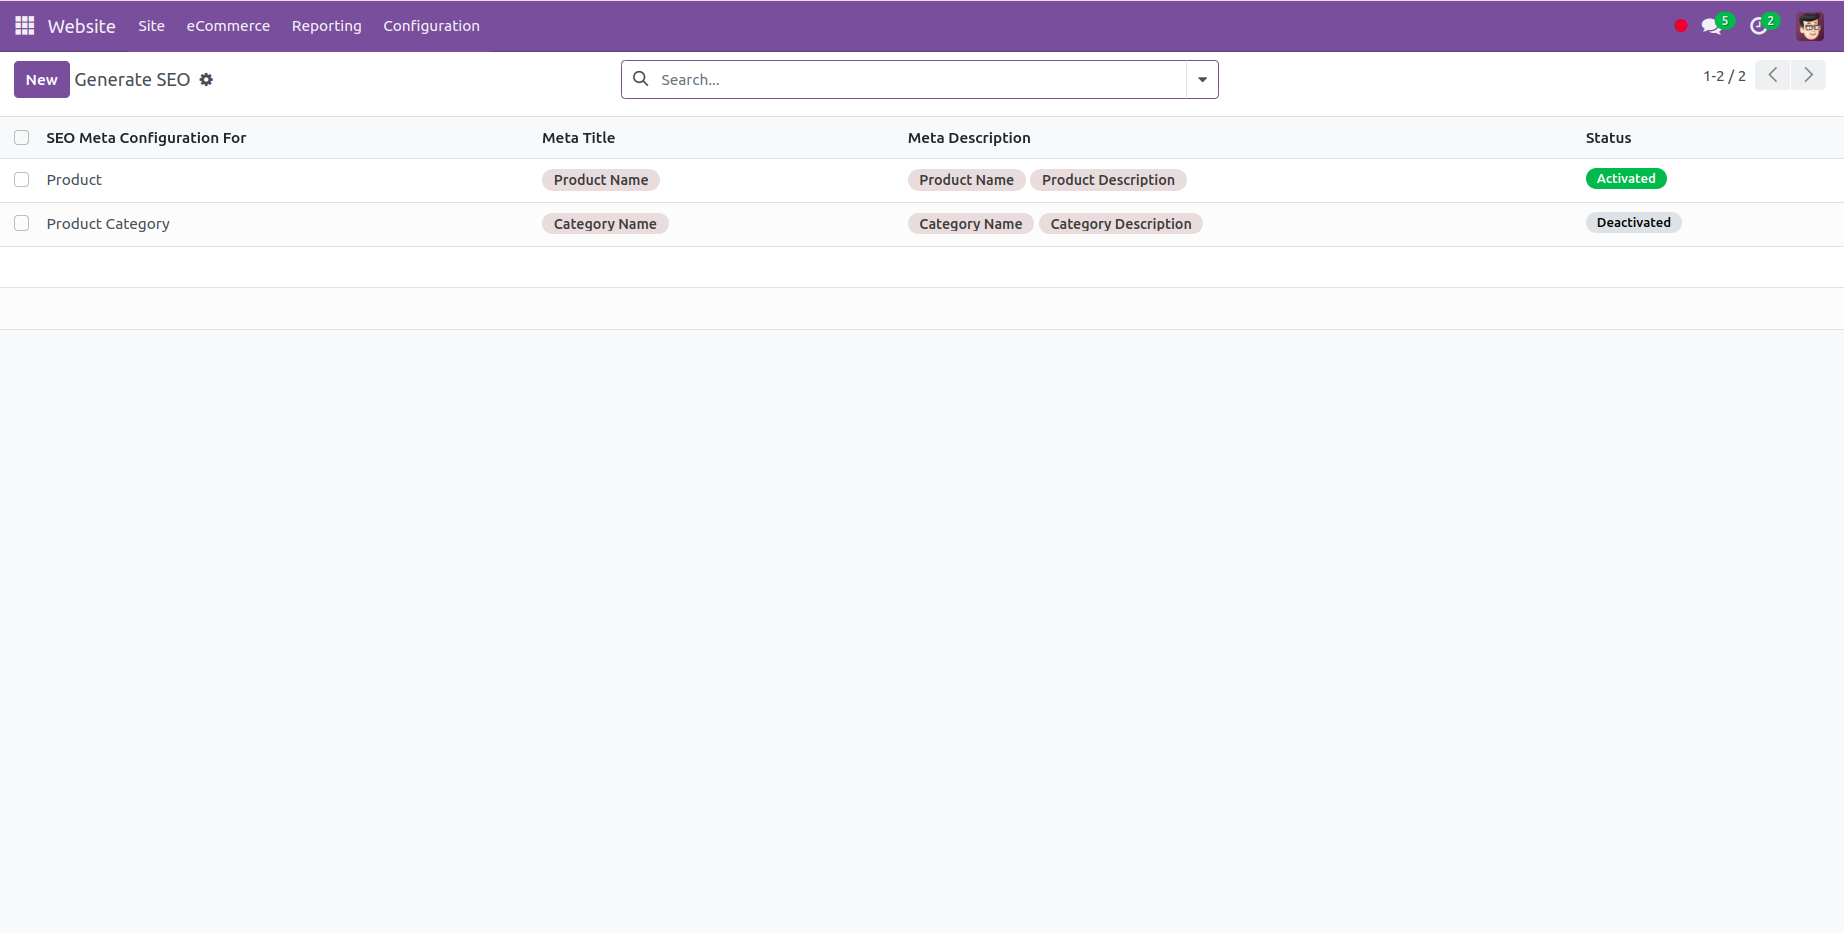 Website Site eCommerce Reporting Configuration 5 2
New Generate SEO Search... 1-2 / 2
SEO Meta Configuration For Meta Title Meta Description Status
Product Product Name Product Name Product Description Activated
Product Category Category Name Category Name Category Description Deactivated